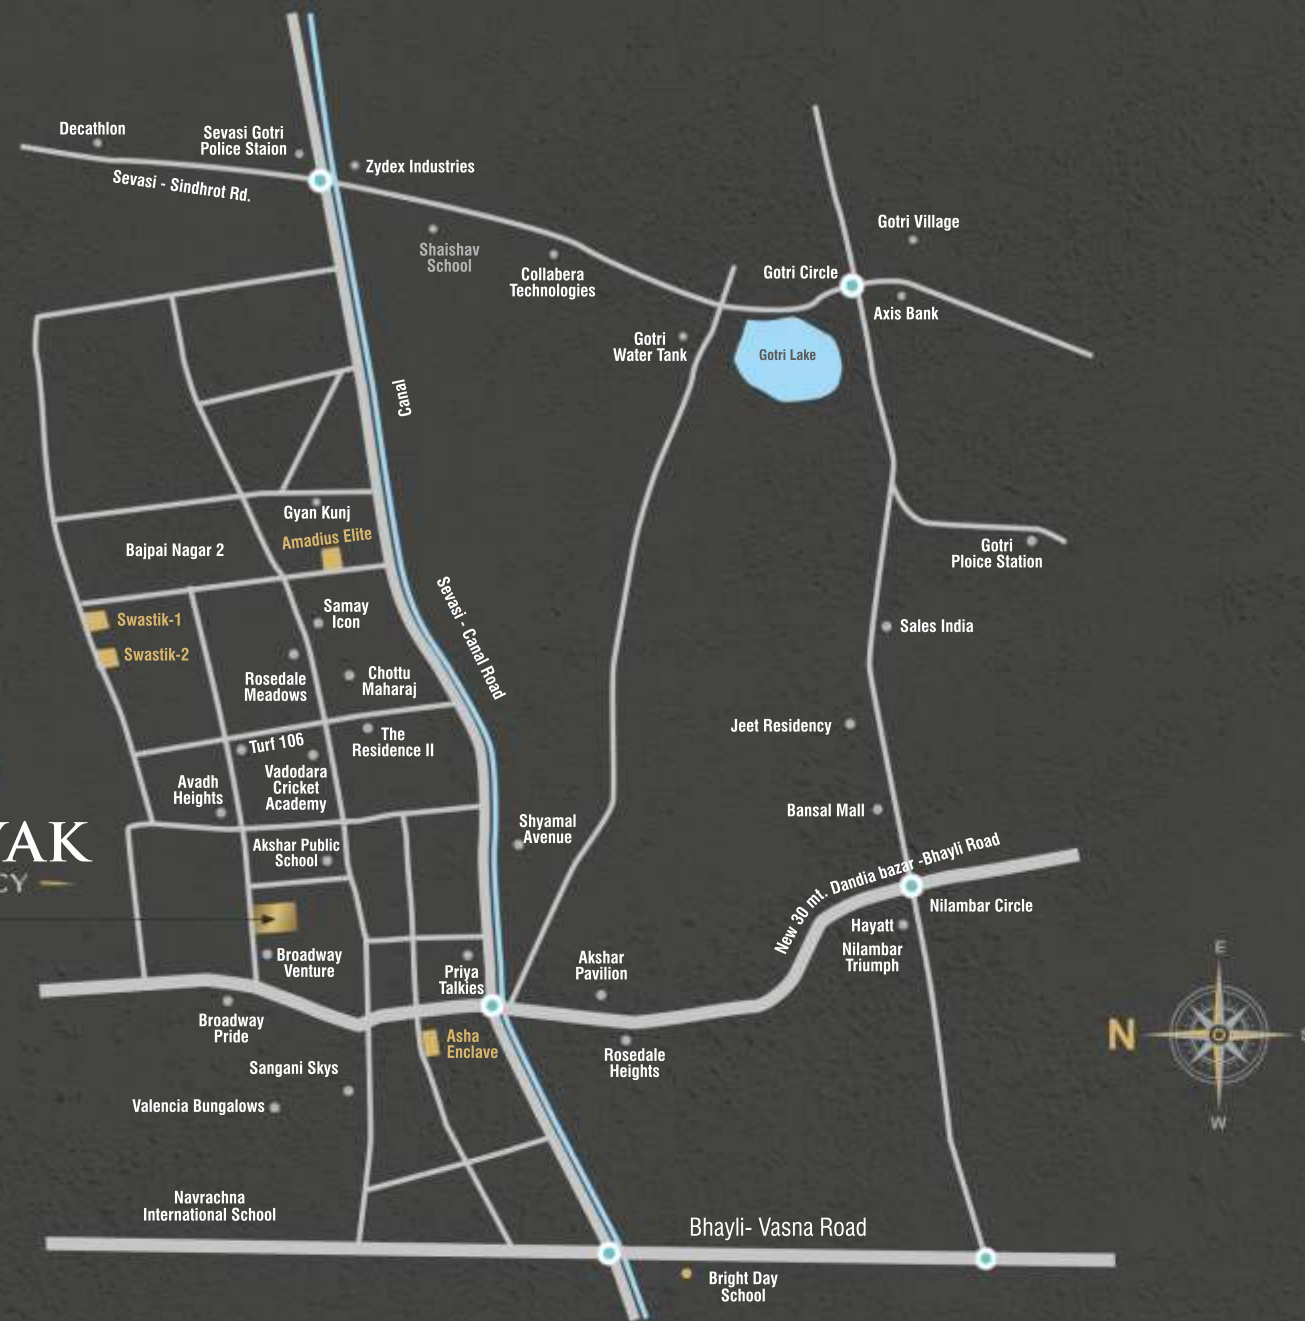 Decathlon
Sevasi Gotri
Police Staion
Zydex Industries
Sevasi - Sindhrot Rd.
Shaishav
School
Collabera
Technologies
Gotri Village
Gotri Circle
Axis Bank
Gotri
Water Tank
Gotri Lake
Canal
Gyan Kunj
Amadius Elite
Bajpai Nagar 2
Gotri
Ploice Station
Swastik-1
Swastik-2
Samay
Icon
Sevasi - Canal Road
Sales India
Rosedale
Meadows
Chottu
Maharaj
Jeet Residency
The
Residence II
Turf 106
Vadodara
Cricket
Academy
Avadh
Heights
Bansal Mall
Shyamal
Avenue
YAK
CY
Akshar Public
School
New 30 mt. Dandia bazar -Bhayli Road
Nilambar Circle
Hayatt
Nilambar
Triumph
Broadway
Venture
Priya
Talkies
Akshar
Pavilion
E
N
W
Broadway
Pride
Asha
Enclave
Rosedale
Heights
Sangani Skys
Valencia Bungalows
Navrachna
International School
Bhayli- Vasna Road
Bright Day
School